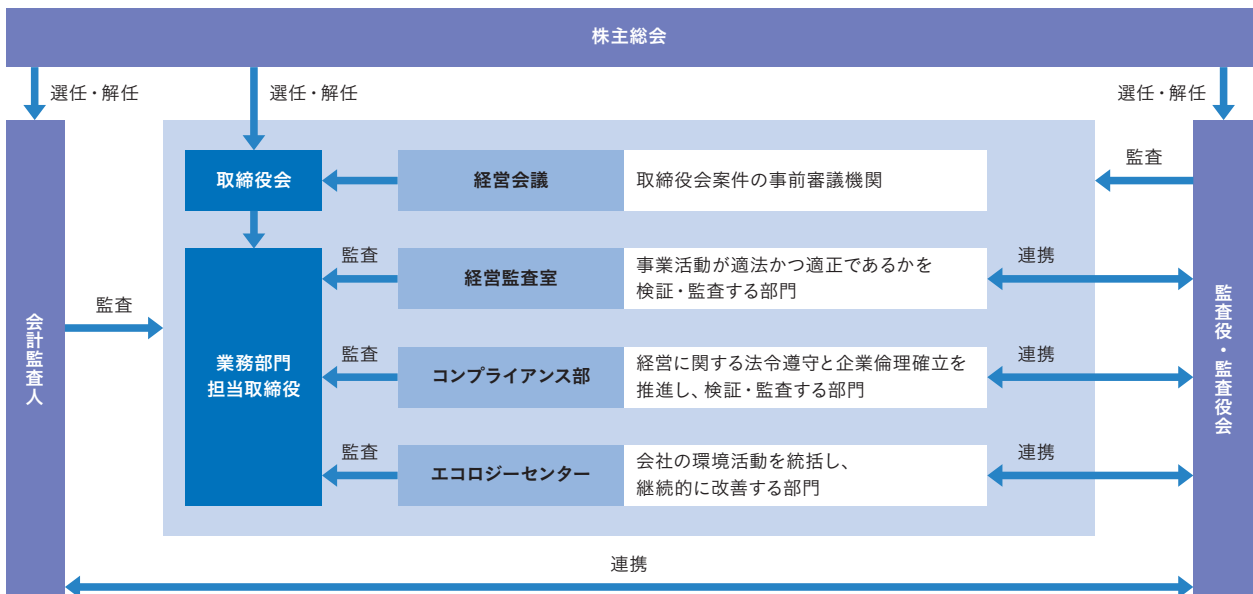 株主総会
選任・解任
選任・解任
選任・解任
取締役会
経営会議
取締役会案件の事前審議機関
監査
監査
経営監査室
事業活動が適法かつ適正であるかを
検証・監査する部門
連携
監査
会計監査人
業務部門
担当取締役
監査
コンプライアンス部
経営に関する法令遵守と企業倫理確立を
推進し、検証・監査する部門
連携
監査役・監査役会
監査
エコロジーセンター
会社の環境活動を統括し、
継続的に改善する部門
連携
連携